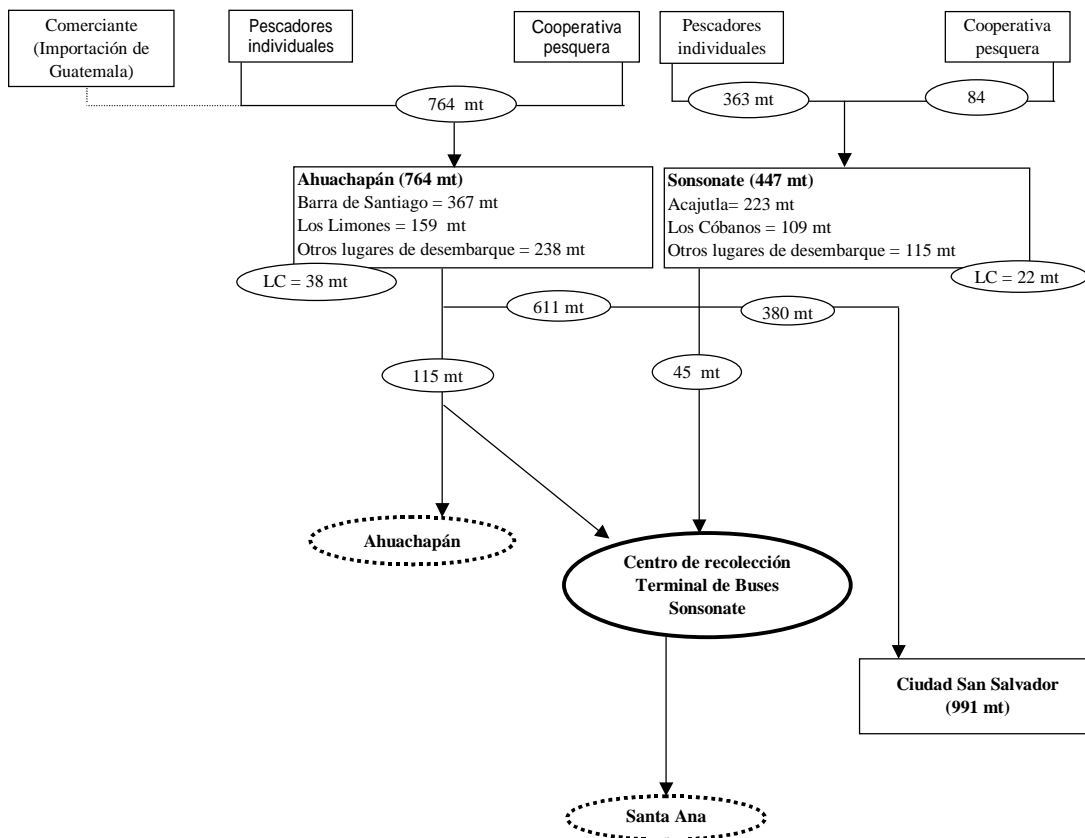 Comerciante
(Importación de
Guatemala)
Pescadores
individuales
Cooperativa
pesquera
Pescadores
individuales
Cooperativa
pesquera
764 mt
363 mt
84
Ahuachapán (764 mt)
Barra de Santiago = 367 mt
Los Limones = 159 mt
Otros lugares de desembarque = 238 mt
LC = 38 mt
Sonsonate (447 mt)
Acajutla= 223 mt
Los Cóbanos = 109 mt
Otros lugares de desembarque = 115 mt
LC = 22 mt
611 mt
380 mt
115 mt
45 mt
Ahuachapán
Centro de recolección
Terminal de Buses
Sonsonate
Ciudad San Salvador
(991 mt)
Santa Ana